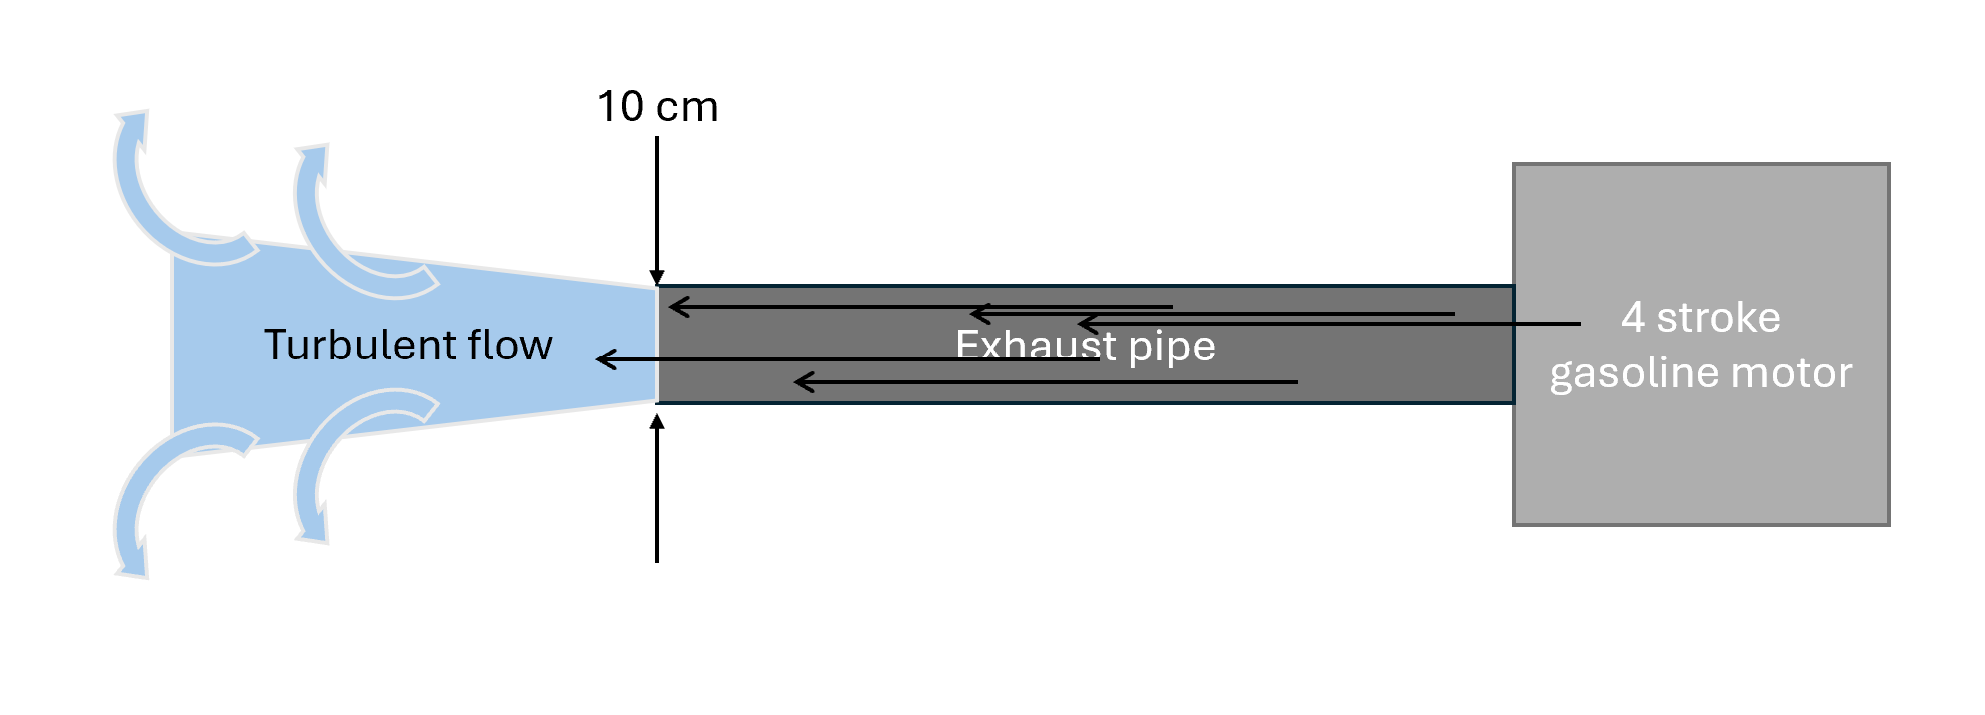 10 cm
Turbulent flow
Exhaust pipe
4 stroke
gasoline motor